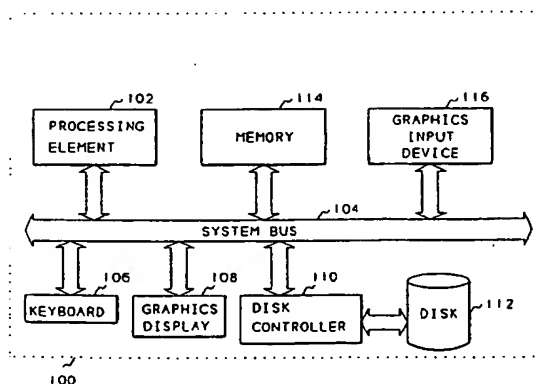 102
114
116
PROCESSING
ELEMENT
MEMORY
GRAPHICS
INPUT
DEVICE
104
SYSTEM BUS
106
108
110
112
KEYBOARD
GRAPHICS
DISPLAY
DISK
CONTROLLER
DISK
100